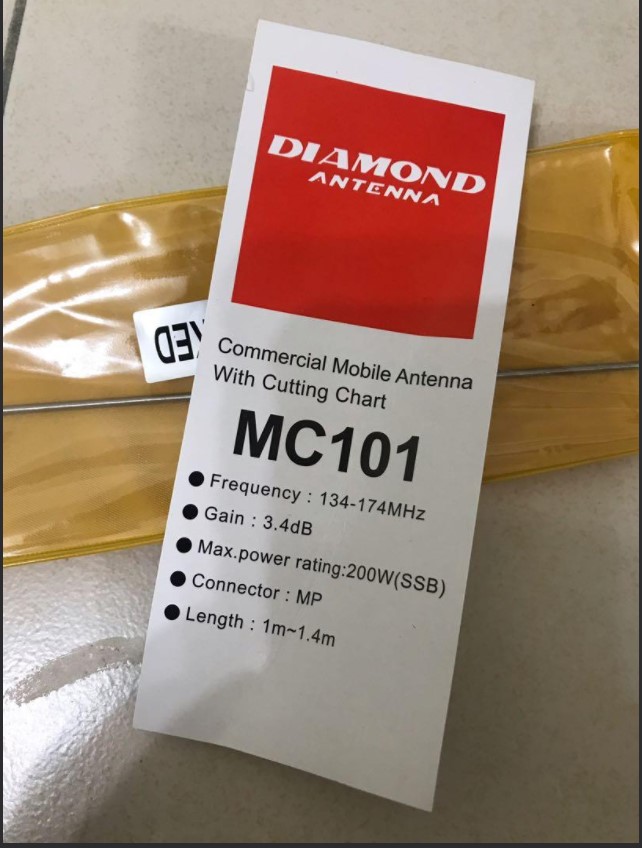 DIAMOND
ANTENNA
Commercial Mobile Antenna
With Cutting Chart
MC101
● Frequency : 134-174MHz
● Gain : 3.4dB
● Max.power rating:200W(SSB)
● Connector : MP
● Length : 1m~1.4m